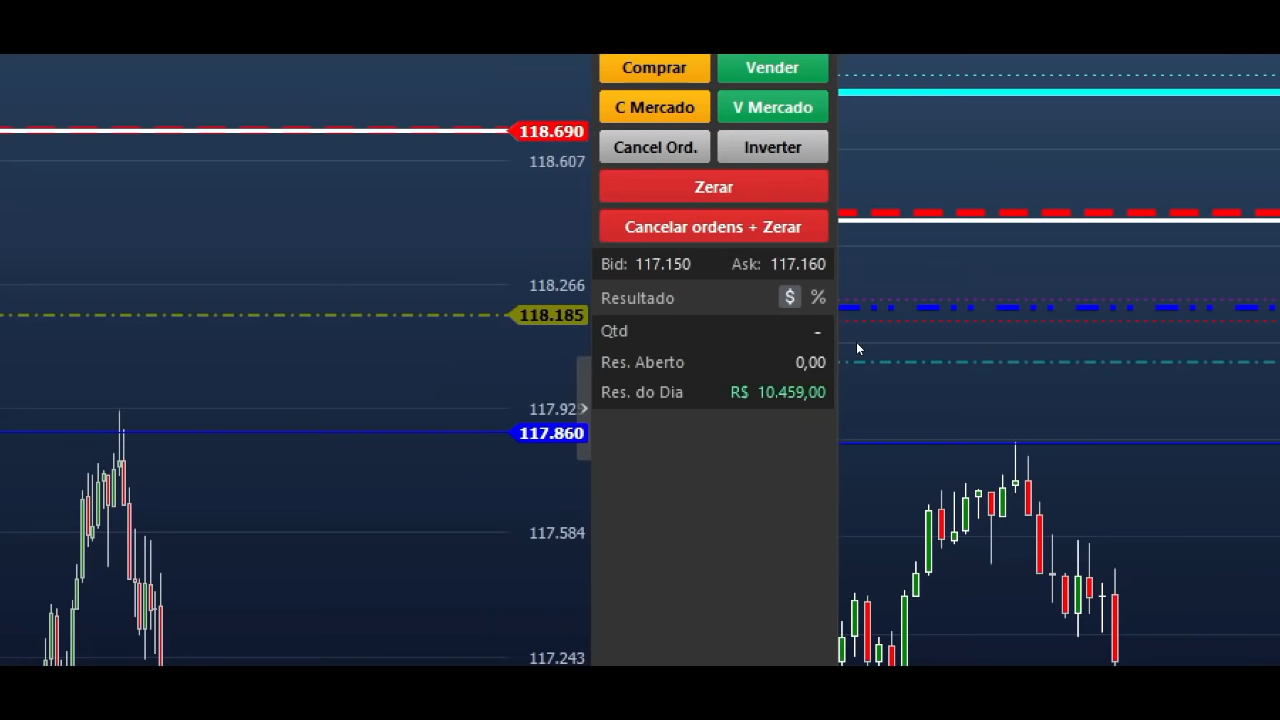 Comprar Vender
C Mercado V Mercado
Cancel Ord. Inverter
Zerar
Cancelar ordens + Zerar
Bid: 117.150 Ask: 117.160
Resultado $ %
Qtd -
Res. Aberto 0,00
Res. do Dia R$ 10.459,00
118.690
118.607
118.266
118.185
117.92
117.860
117.584
117.243